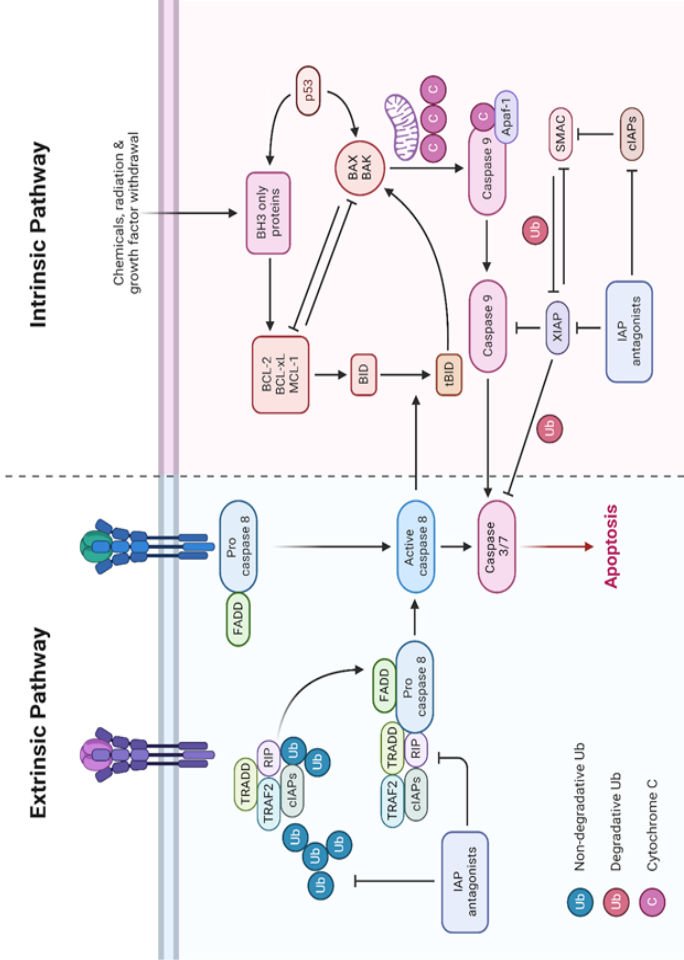 Extrinsic Pathway
Intrinsic Pathway
Chemicals, radiation &
growth factor withdrawal
TRADD
TRAF2
RIP
cIAPs
Ub
Ub
Ub
Ub
Ub
Ub
FADD
Pro
caspase 8
BCL-2
BCL-xL
MCL-1
BH3 only
proteins
p53
BID
BAX
BAK
IAP
antagonists
TRAF2
TRADD
cIAPs
RIP
FADD
Pro
caspase 8
Active
caspase 8
tBID
C
C
C
Caspase
3/7
Caspase 9
Caspase 9
C
Apaf-1
Ub
XIAP
Ub
SMAC
IAP
antagonists
cIAPs
Apoptosis
Ub
Non-degradative Ub
Ub
Degradative Ub
C
Cytochrome C